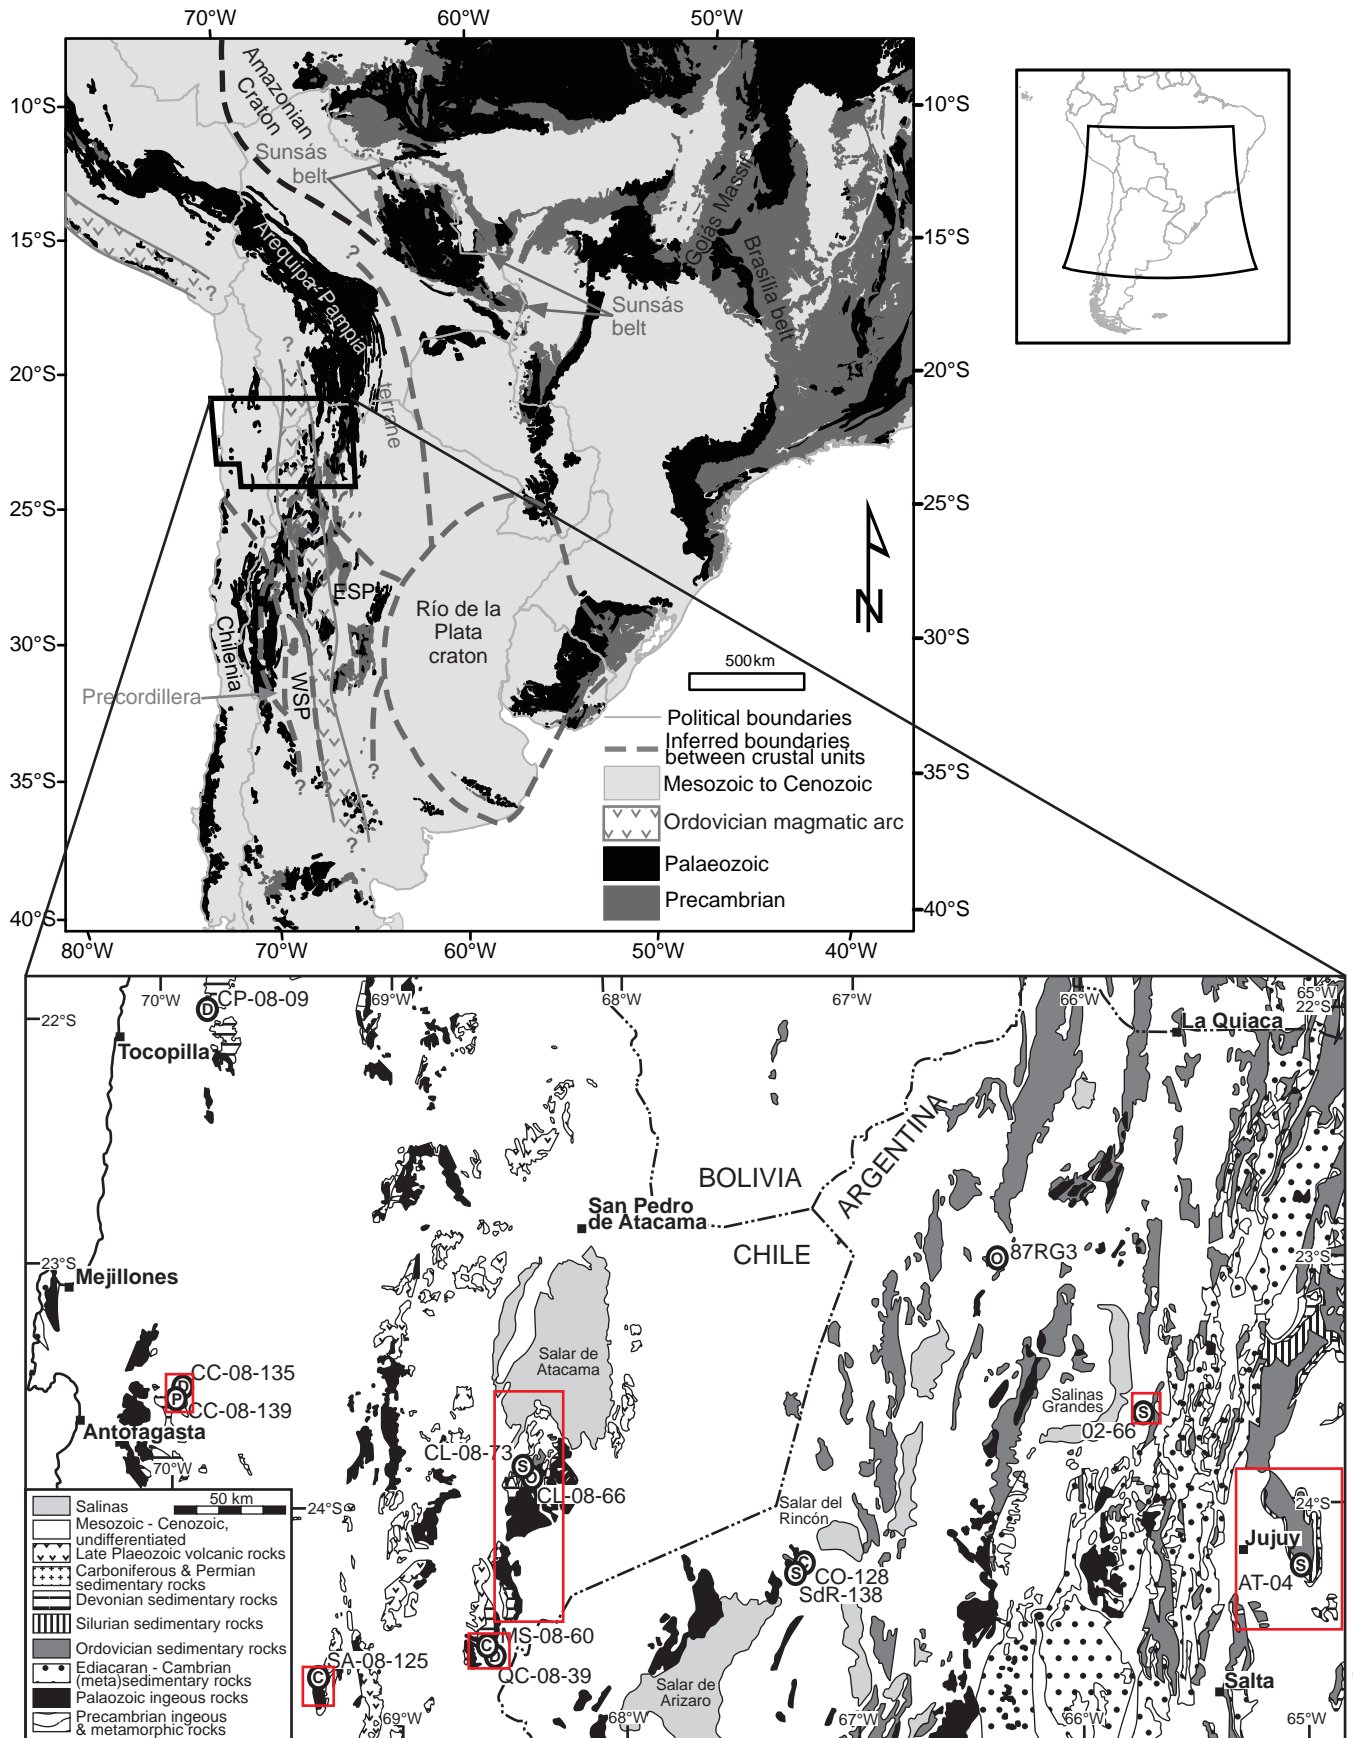 70°W
60°W
50°W
10°S
10°S
Amazonian
Craton
Sunsás
belt
Goiás Massif
Brasília belt
15°S
15°S
?
?
Arequipa-Pampia
terrane
Sunsás
belt
?
20°S
20°S
25°S
25°S
ESP
Río de la
Plata
craton
N
30°S
30°S
Chilenia
WSP
Precordillera
500 km
Political boundaries
Inferred boundaries
between crustal units
Mesozoic to Cenozoic
Ordovician magmatic arc
Palaeozoic
Precambrian
35°S
35°S
?
?
?
?
40°S
40°S
80°W
70°W
60°W
50°W
40°W
70°W
69°W
68°W
67°W
66°W
65°W
22°S
22°S
D
CP-08-09
Tocopilla
La Quiaca
BOLIVIA
ARGENTINA
San Pedro
de Atacama
CHILE
O
87RG3
23°S
23°S
Mejillones
Salar de
Atacama
D
CC-08-135
P
CC-08-139
Antofagasta
70°W
Salinas
Grandes
S
02-66
CL-08-73
S
CL-08-66
24°S
24°S
Salar del
Rincón
C
CO-128
S
SdR-138
Jujuy
S
AT-04
MS-08-60
C
QC-08-39
SA-08-125
C
Salar de
Arizaro
Salta
69°W
68°W
67°W
66°W
65°W
50 km
Salinas
Mesozoic - Cenozoic,
undifferentiated
Late Plaeozoic volcanic rocks
Carboniferous & Permian
sedimentary rocks
Devonian sedimentary rocks
Silurian sedimentary rocks
Ordovician sedimentary rocks
Ediacaran - Cambrian
(meta)sedimentary rocks
Palaozoic ingeous rocks
Precambrian ingeous
& metamorphic rocks